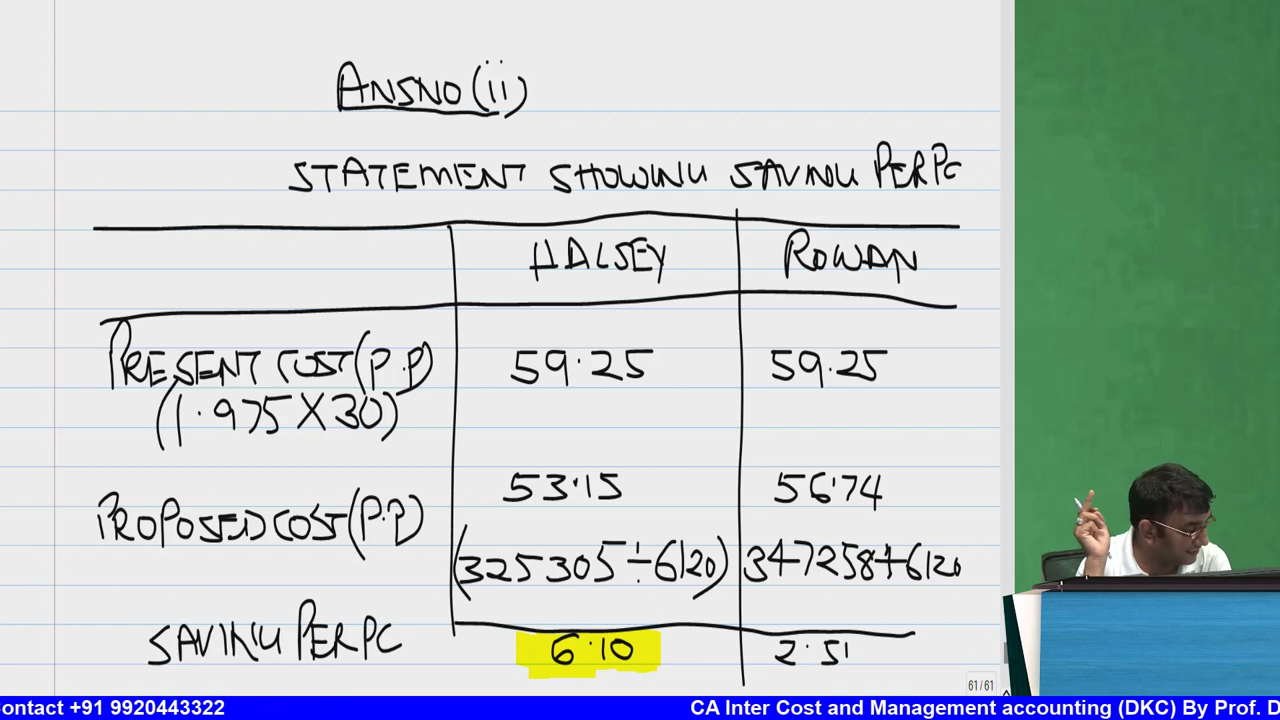 ANSNO (ii)
STATEMENT SHOWING SAVING PER PC
HALSEY ROWAN
PRESENT COST (P.P) 59.25 59.25
(1.975 X 30)
PROPOSED COST (P.P) 53.15 56.74
(325305 ÷ 6120) 347258 ÷ 6120
SAVING PER PC 6.10 2.51
61/61
ontact +91 9920443322 CA Inter Cost and Management accounting (DKC) By Prof. D